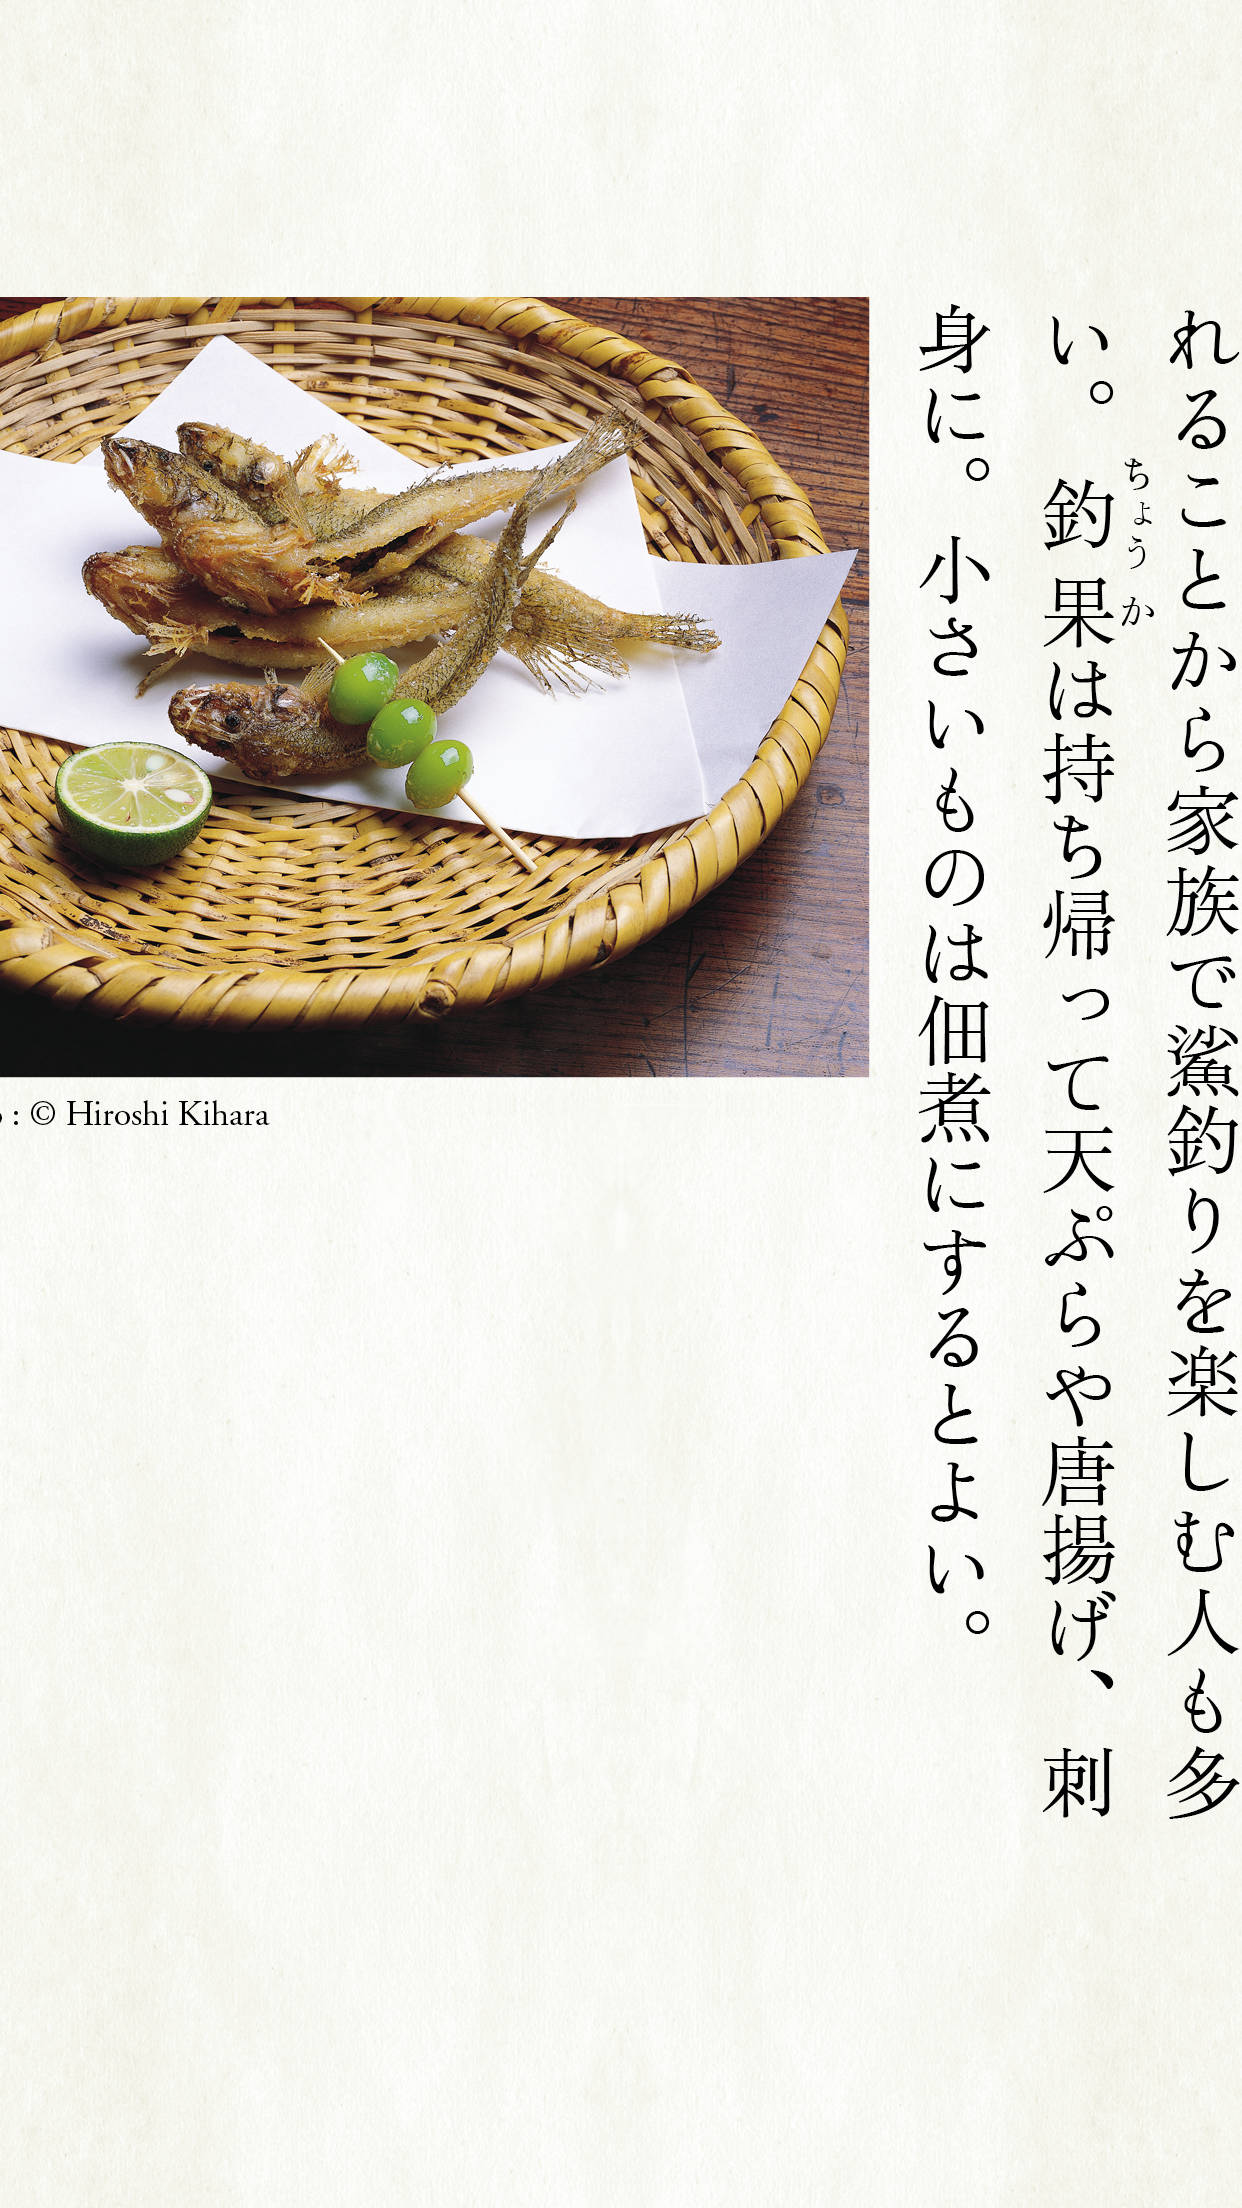 れることから家族で鯊釣りを楽しむ人も多
い。釣果は持ち帰って天ぷらや唐揚げ、刺
ちょうか
身に。小さいものは佃煮にするとよい。
: © Hiroshi Kihara